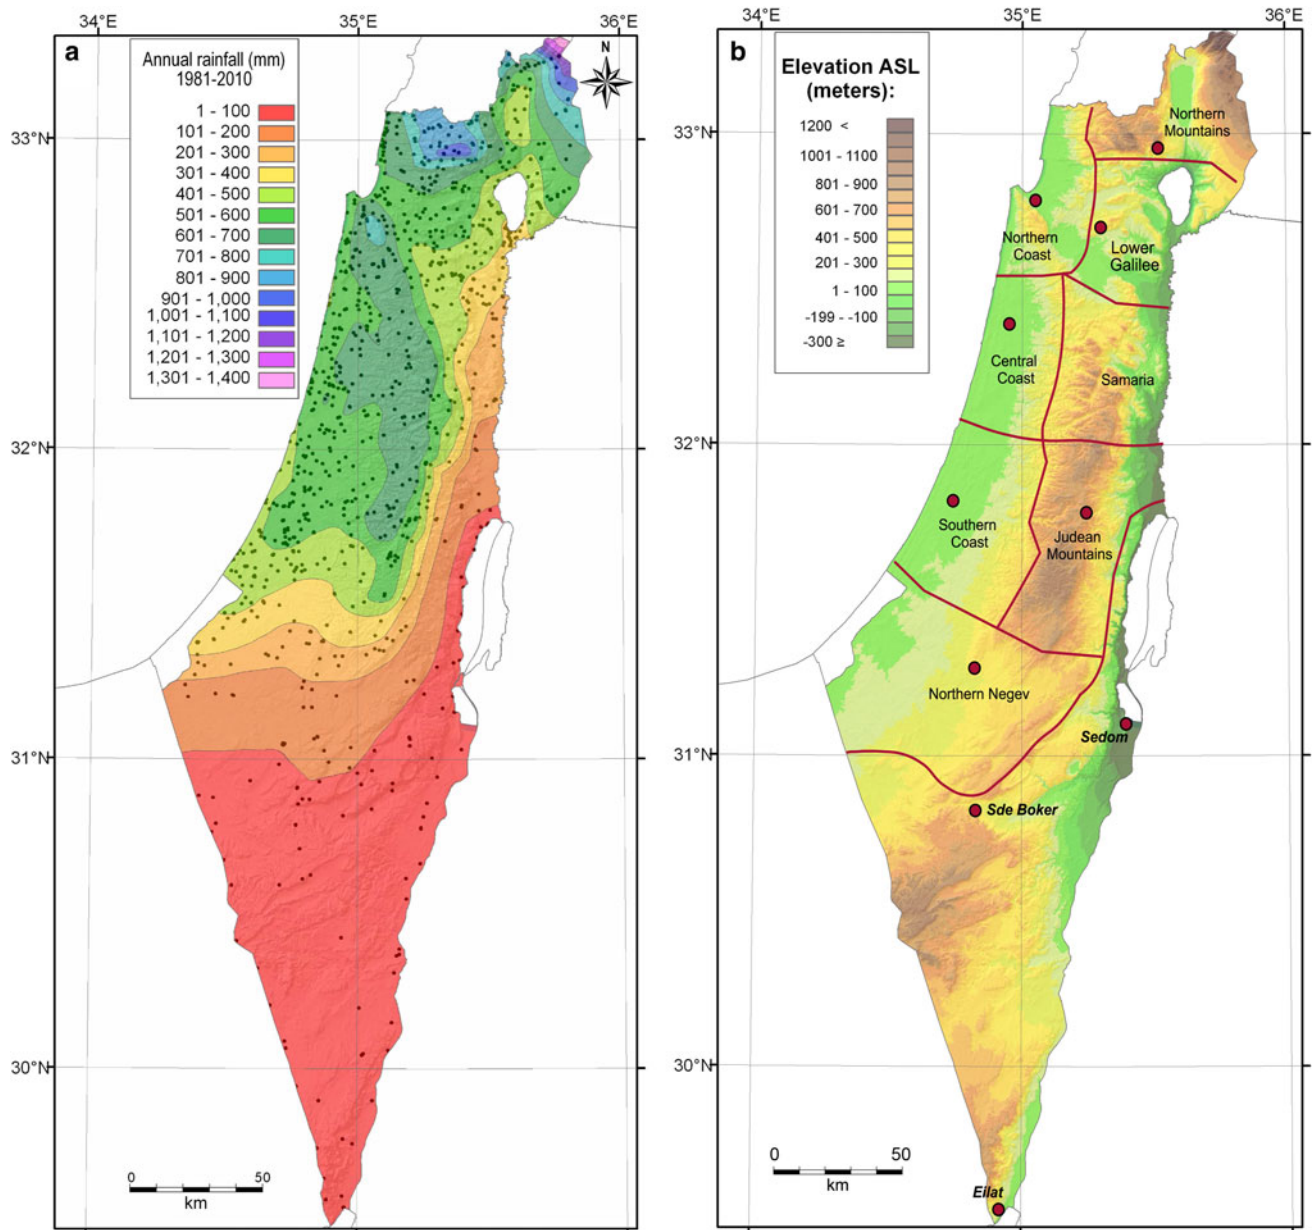 34°E
35°E
36°E
a
Annual rainfall (mm)
1981-2010
1 - 100
101 - 200
201 - 300
301 - 400
401 - 500
501 - 600
601 - 700
701 - 800
801 - 900
901 - 1,000
1,001 - 1,100
1,101 - 1,200
1,201 - 1,300
1,301 - 1,400
N
33°N
32°N
31°N
30°N
0 50
km
34°E
35°E
36°E
b
Elevation ASL
(meters):
1200 <
1001 - 1100
801 - 900
601 - 700
401 - 500
201 - 300
1 - 100
-199 - -100
-300 ≥
33°N
32°N
31°N
30°N
Northern
Mountains
Northern
Coast
Lower
Galilee
Central
Coast
Samaria
Southern
Coast
Judean
Mountains
Northern Negev
Sedom
Sde Boker
Eilat
0 50
km